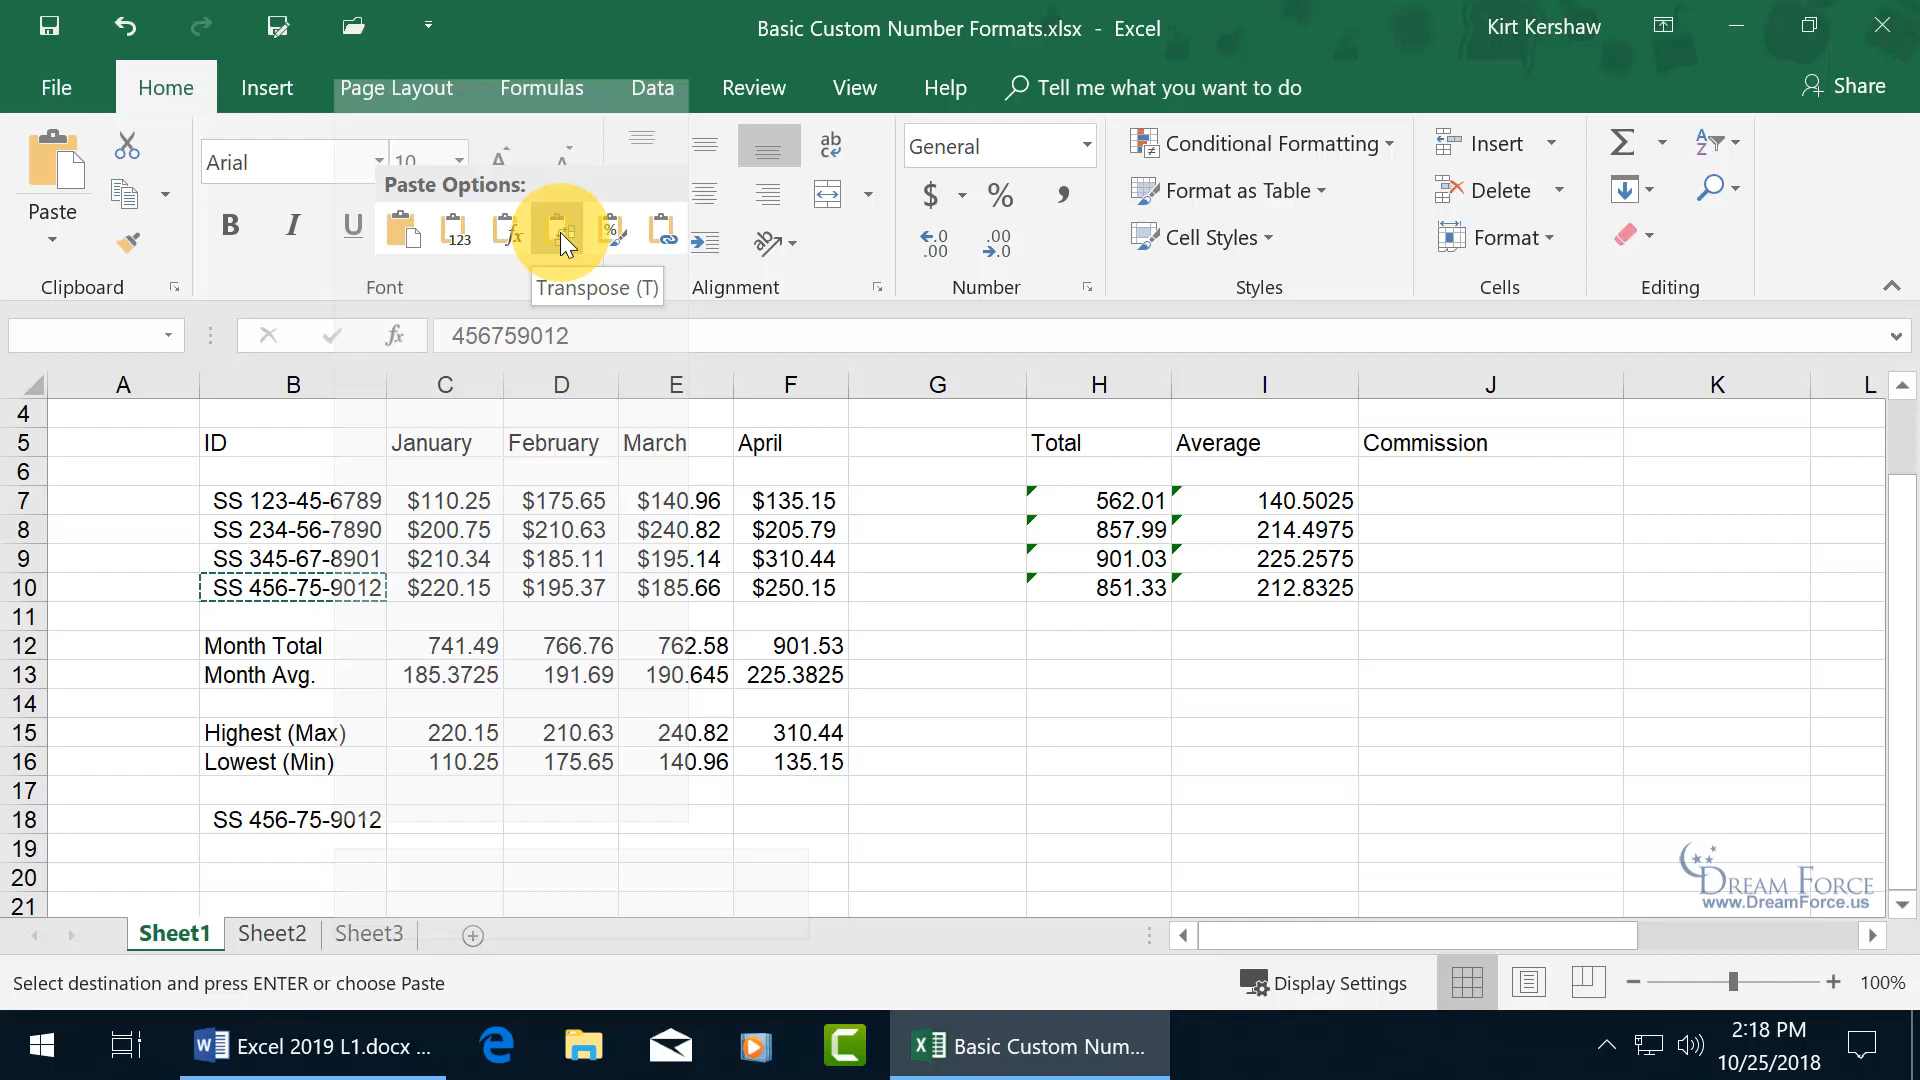 Basic Custom Number Formats.xlsx - Excel
Kirt Kershaw
File Home Insert Page Layout Formulas Data Review View Help Tell me what you want to do Share
Paste
Clipboard
Arial 10
B I U
Font
Paste Options:
123 fx %
Transpose (T)
ab
Alignment
General
$ % ,
.0 .00
.00 .0
Number
Conditional Formatting
Format as Table
Cell Styles
Styles
Insert
Delete
Format
Cells
Editing
fx 456759012
A B C D E F G H I J K L
4
5 ID January February March April Total Average Commission
6
7 SS 123-45-6789 $110.25 $175.65 $140.96 $135.15 562.01 140.5025
8 SS 234-56-7890 $200.75 $210.63 $240.82 $205.79 857.99 214.4975
9 SS 345-67-8901 $210.34 $185.11 $195.14 $310.44 901.03 225.2575
10 SS 456-75-9012 $220.15 $195.37 $185.66 $250.15 851.33 212.8325
11
12 Month Total 741.49 766.76 762.58 901.53
13 Month Avg. 185.3725 191.69 190.645 225.3825
14
15 Highest (Max) 220.15 210.63 240.82 310.44
16 Lowest (Min) 110.25 175.65 140.96 135.15
17
18 SS 456-75-9012
19
20
21
DREAM FORCE
www.DreamForce.us
Sheet1 Sheet2 Sheet3
Select destination and press ENTER or choose Paste
Display Settings
100%
Excel 2019 L1.docx ...
Basic Custom Num...
2:18 PM
10/25/2018